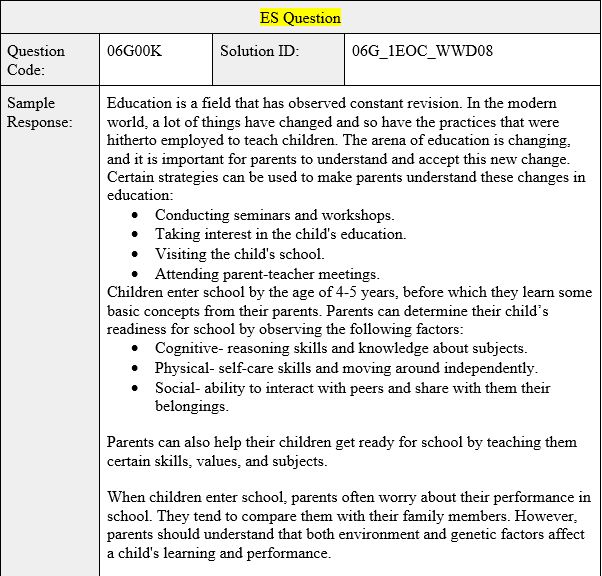 ES Question
Question Code:
06G00K
Solution ID:
06G_1EOC_WWD08
Sample Response:
Education is a field that has observed constant revision. In the modern
world, a lot of things have changed and so have the practices that were
hitherto employed to teach children. The arena of education is changing,
and it is important for parents to understand and accept this new change.
Certain strategies can be used to make parents understand these changes in
education:
• Conducting seminars and workshops.
• Taking interest in the child's education.
• Visiting the child's school.
• Attending parent-teacher meetings.
Children enter school by the age of 4-5 years, before which they learn some
basic concepts from their parents. Parents can determine their child’s
readiness for school by observing the following factors:
• Cognitive- reasoning skills and knowledge about subjects.
• Physical- self-care skills and moving around independently.
• Social- ability to interact with peers and share with them their
belongings.
Parents can also help their children get ready for school by teaching them
certain skills, values, and subjects.
When children enter school, parents often worry about their performance in
school. They tend to compare them with their family members. However,
parents should understand that both environment and genetic factors affect
a child's learning and performance.